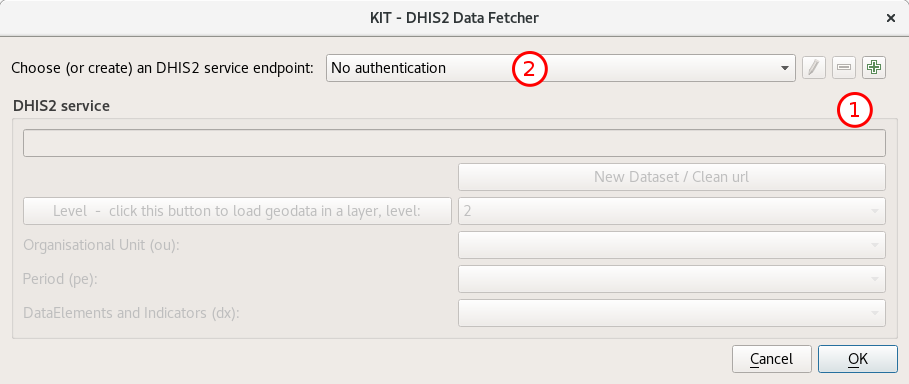 KIT - DHIS2 Data Fetcher
Choose (or create) an DHIS2 service endpoint: No authentication 2
1
DHIS2 service
New Dataset / Clean url
Level - click this button to load geodata in a layer, level: 2
Organisational Unit (ou):
Period (pe):
DataElements and Indicators (dx):
Cancel OK